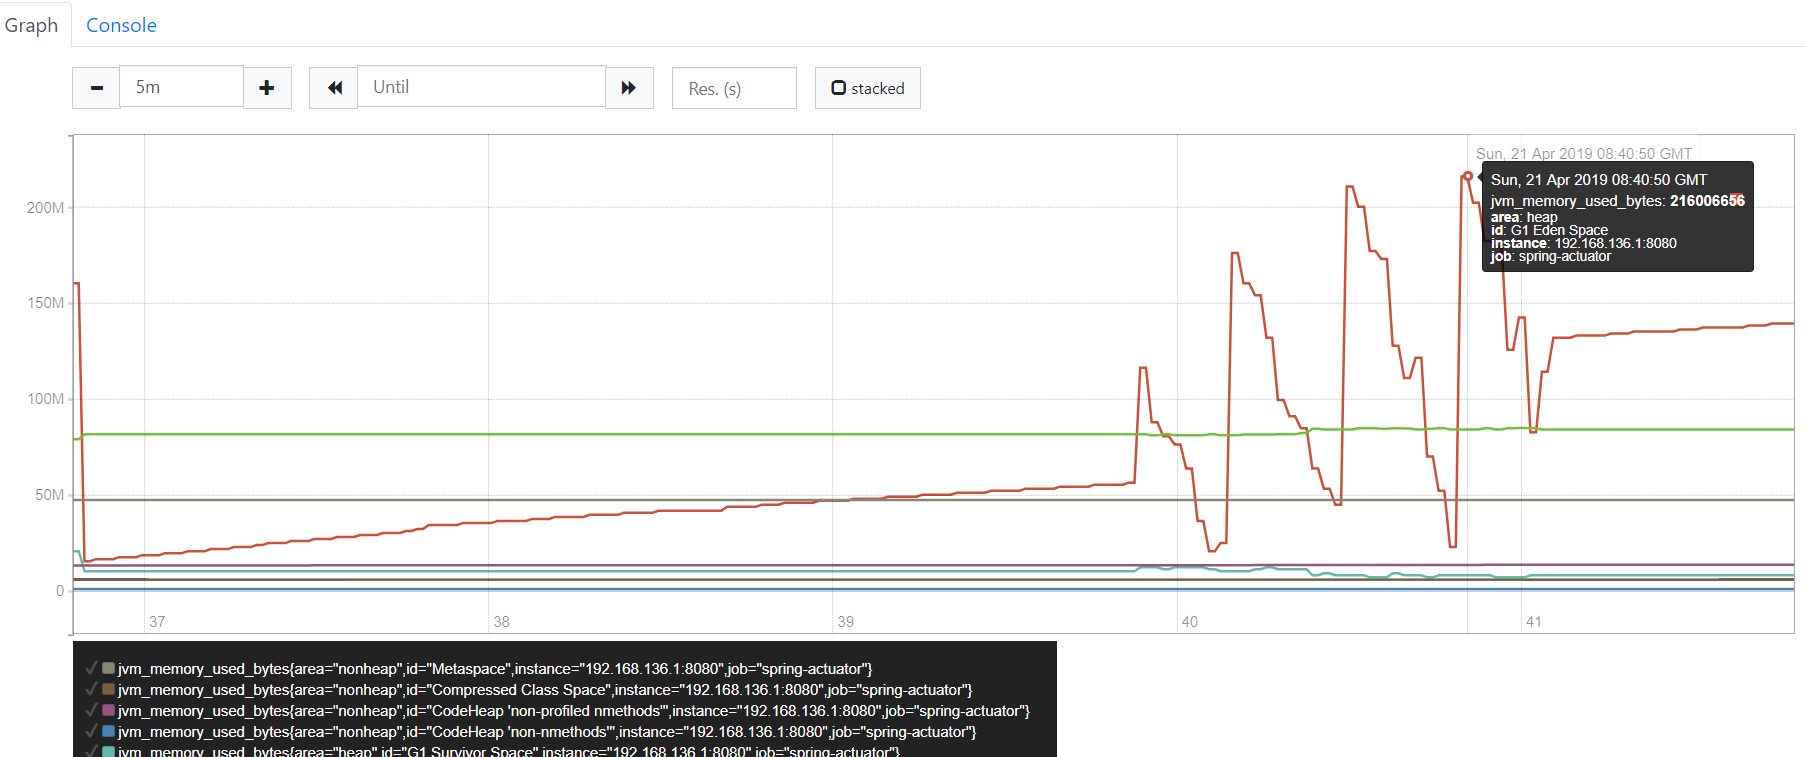 Graph Console
5m Until Res. (s) stacked
Sun, 21 Apr 2019 08:40:50 GMT
Sun, 21 Apr 2019 08:40:50 GMT
jvm_memory_used_bytes: 216006656
area: heap
id: G1 Eden Space
instance: 192.168.136.1:8080
job: spring-actuator
200M
150M
100M
50M
0
37 38 39 40 41
jvm_memory_used_bytes{area="nonheap",id="Metaspace",instance="192.168.136.1:8080",job="spring-actuator"}
jvm_memory_used_bytes{area="nonheap",id="Compressed Class Space",instance="192.168.136.1:8080",job="spring-actuator"}
jvm_memory_used_bytes{area="nonheap",id="CodeHeap 'non-profiled nmethods'",instance="192.168.136.1:8080",job="spring-actuator"}
jvm_memory_used_bytes{area="nonheap",id="CodeHeap 'non-nmethods'",instance="192.168.136.1:8080",job="spring-actuator"}
jvm_memory_used_bytes{area="heap",id="G1 Survivor Space",instance="192.168.136.1:8080",job="spring-actuator"}